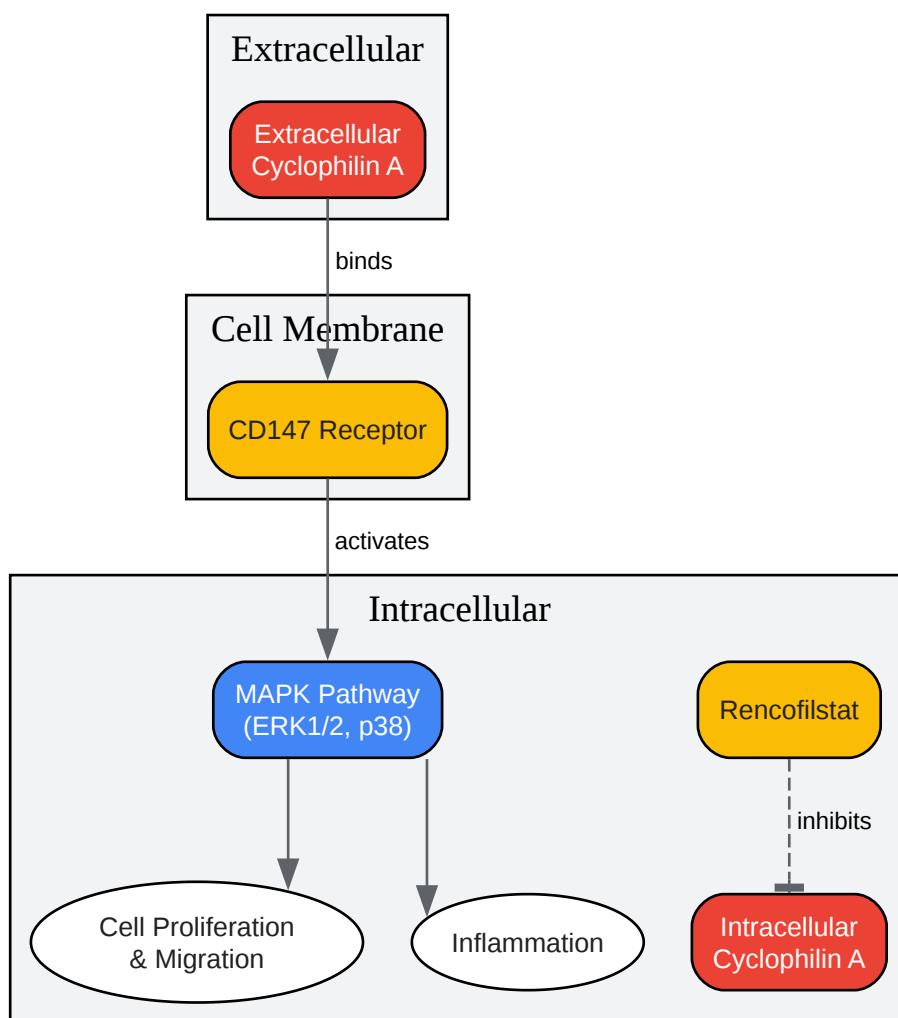 Extracellular
Extracellular
Cyclophilin A
binds
Cell Membrane
CD147 Receptor
activates
Intracellular
MAPK Pathway
(ERK1/2, p38)
Rencofilstat
inhibits
Cell Proliferation
& Migration
Inflammation
Intracellular
Cyclophilin A